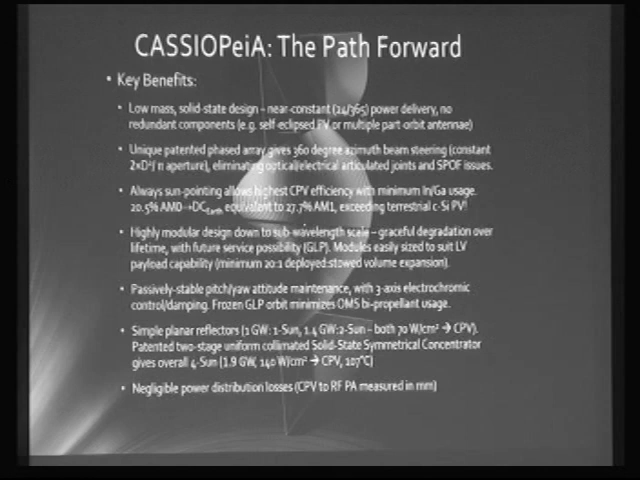 CASSIOPeiA: The Path Forward
• Key Benefits:
• Low mass, solid-state design – near-constant (24/365) power delivery, no
redundant components (e.g. self-eclipsed PV or multiple part-orbit antennae)
• Unique patented phased array gives 360 degree azimuth beam steering (constant
aperture), eliminating optical/electrical articulated joints and SPOF issues.
• Always sun-pointing allows highest CPV efficiency with minimum In/Ga usage.
20.5% AM0→DC Earth equivalent to 27.7% AM1, exceeding terrestrial c-Si PV!
• Highly modular design down to sub-wavelength scale – graceful degradation over
lifetime, with future service possibility (GLP). Modules easily sized to suit LV
payload capability (minimum 20:1 deployed:stowed volume expansion).
• Passively-stable pitch/yaw attitude maintenance, with 3-axis electrochromic
control/damping. Frozen GLP orbit minimizes OMS bi-propellant usage.
• Simple planar reflectors (1 GW: 1-Sun, 1.4 GW:2-Sun – both 70 W/cm² → CPV).
Patented two-stage uniform collimated Solid-State Symmetrical Concentrator
gives overall 4-Sun (1.9 GW, 140 W/cm² → CPV, 107°C)
• Negligible power distribution losses (CPV to RF PA measured in mm)